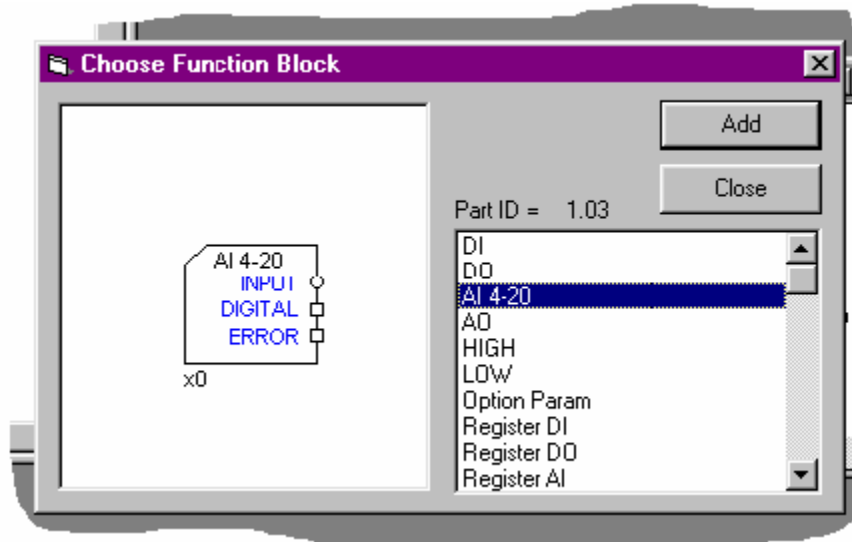 Choose Function Block
Add
Close
Part ID = 1.03
AI 4-20
INPUT
DIGITAL
ERROR
x0
DI
DO
AI 4-20
AO
HIGH
LOW
Option Param
Register DI
Register DO
Register AI